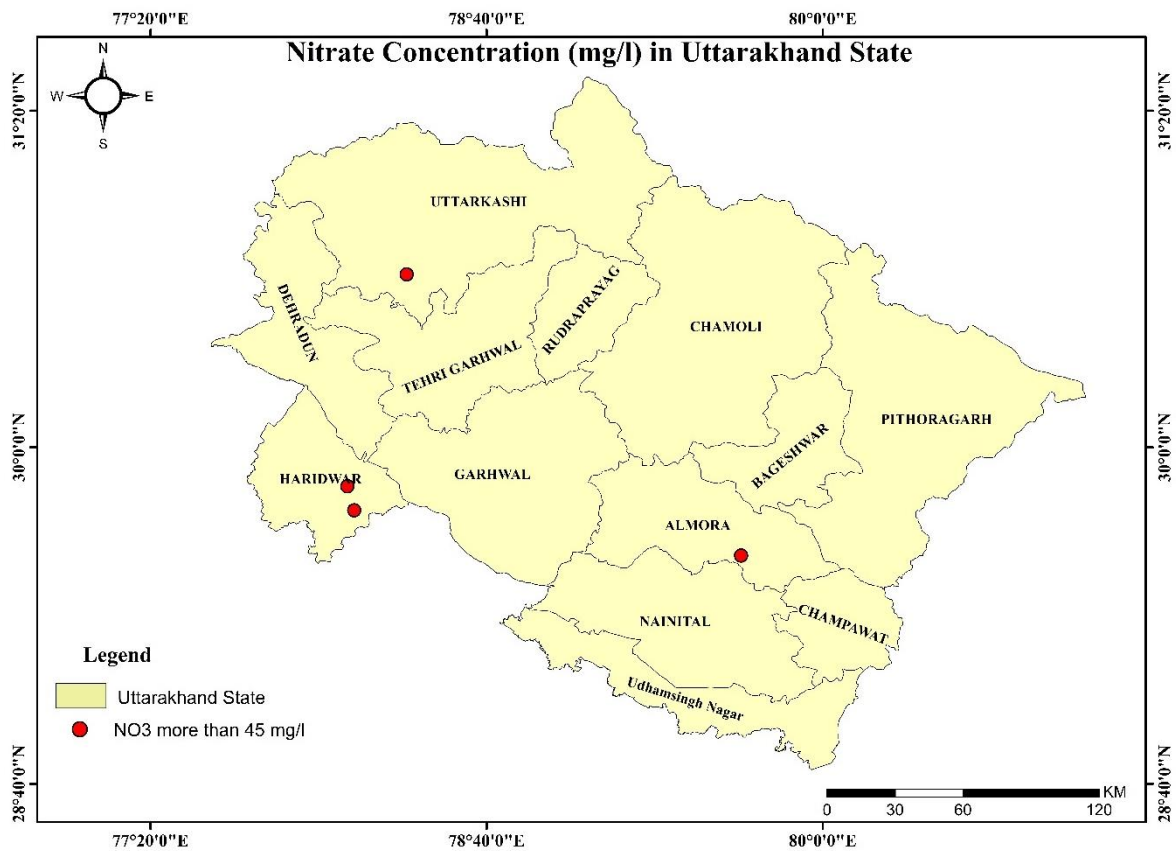 77°20'0"E 78°40'0"E 80°0'0"E
Nitrate Concentration (mg/l) in Uttarakhand State
N
W E
S
31°20'0"N 31°20'0"N
UTTARKASHI
DEHRADUN
RUDRAPRAYAG
CHAMOLI
TEHRI GARHWAL
PITHORAGARH
30°0'0"N 30°0'0"N
BAGESHWAR
HARIDWAR
GARHWAL
ALMORA
NAINITAL
CHAMPAWAT
Udhamsingh Nagar
Legend
Uttarakhand State
NO3 more than 45 mg/l
28°40'0"N 28°40'0"N
KM
0 30 60 120
77°20'0"E 78°40'0"E 80°0'0"E